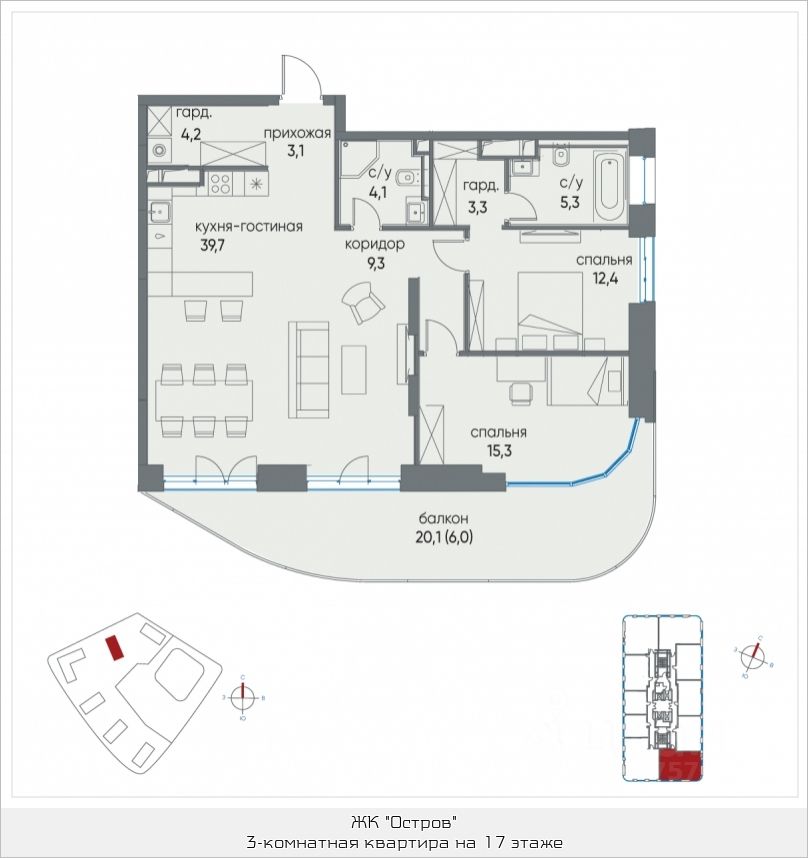 гард.
4,2
прихожая
3,1
с/у
4,1
гард.
3,3
с/у
5,3
кухня-гостиная
39,7
коридор
9,3
спальня
12,4
спальня
15,3
балкон
20,1 (6,0)
С
З В
Ю
С
З В
Ю
757
ЖК "Остров"
3-комнатная квартира на 17 этаже